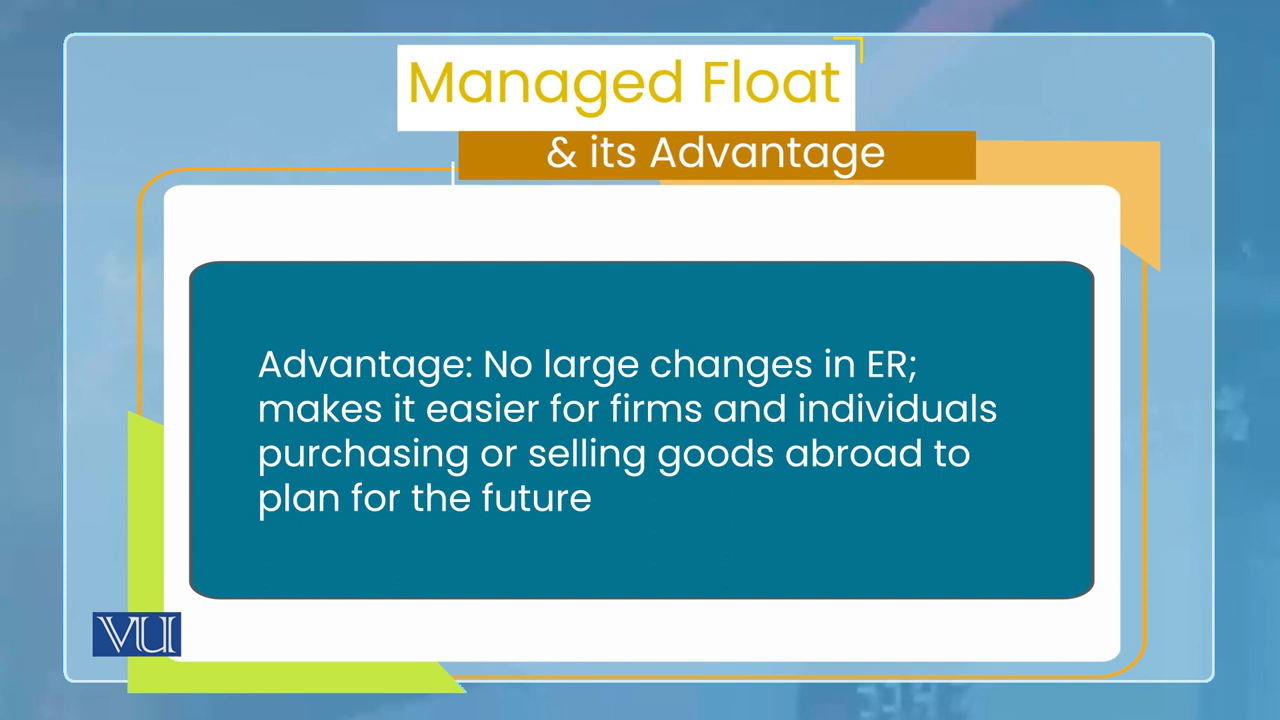 Managed Float
& its Advantage
Advantage: No large changes in ER;
makes it easier for firms and individuals
purchasing or selling goods abroad to
plan for the future
VU